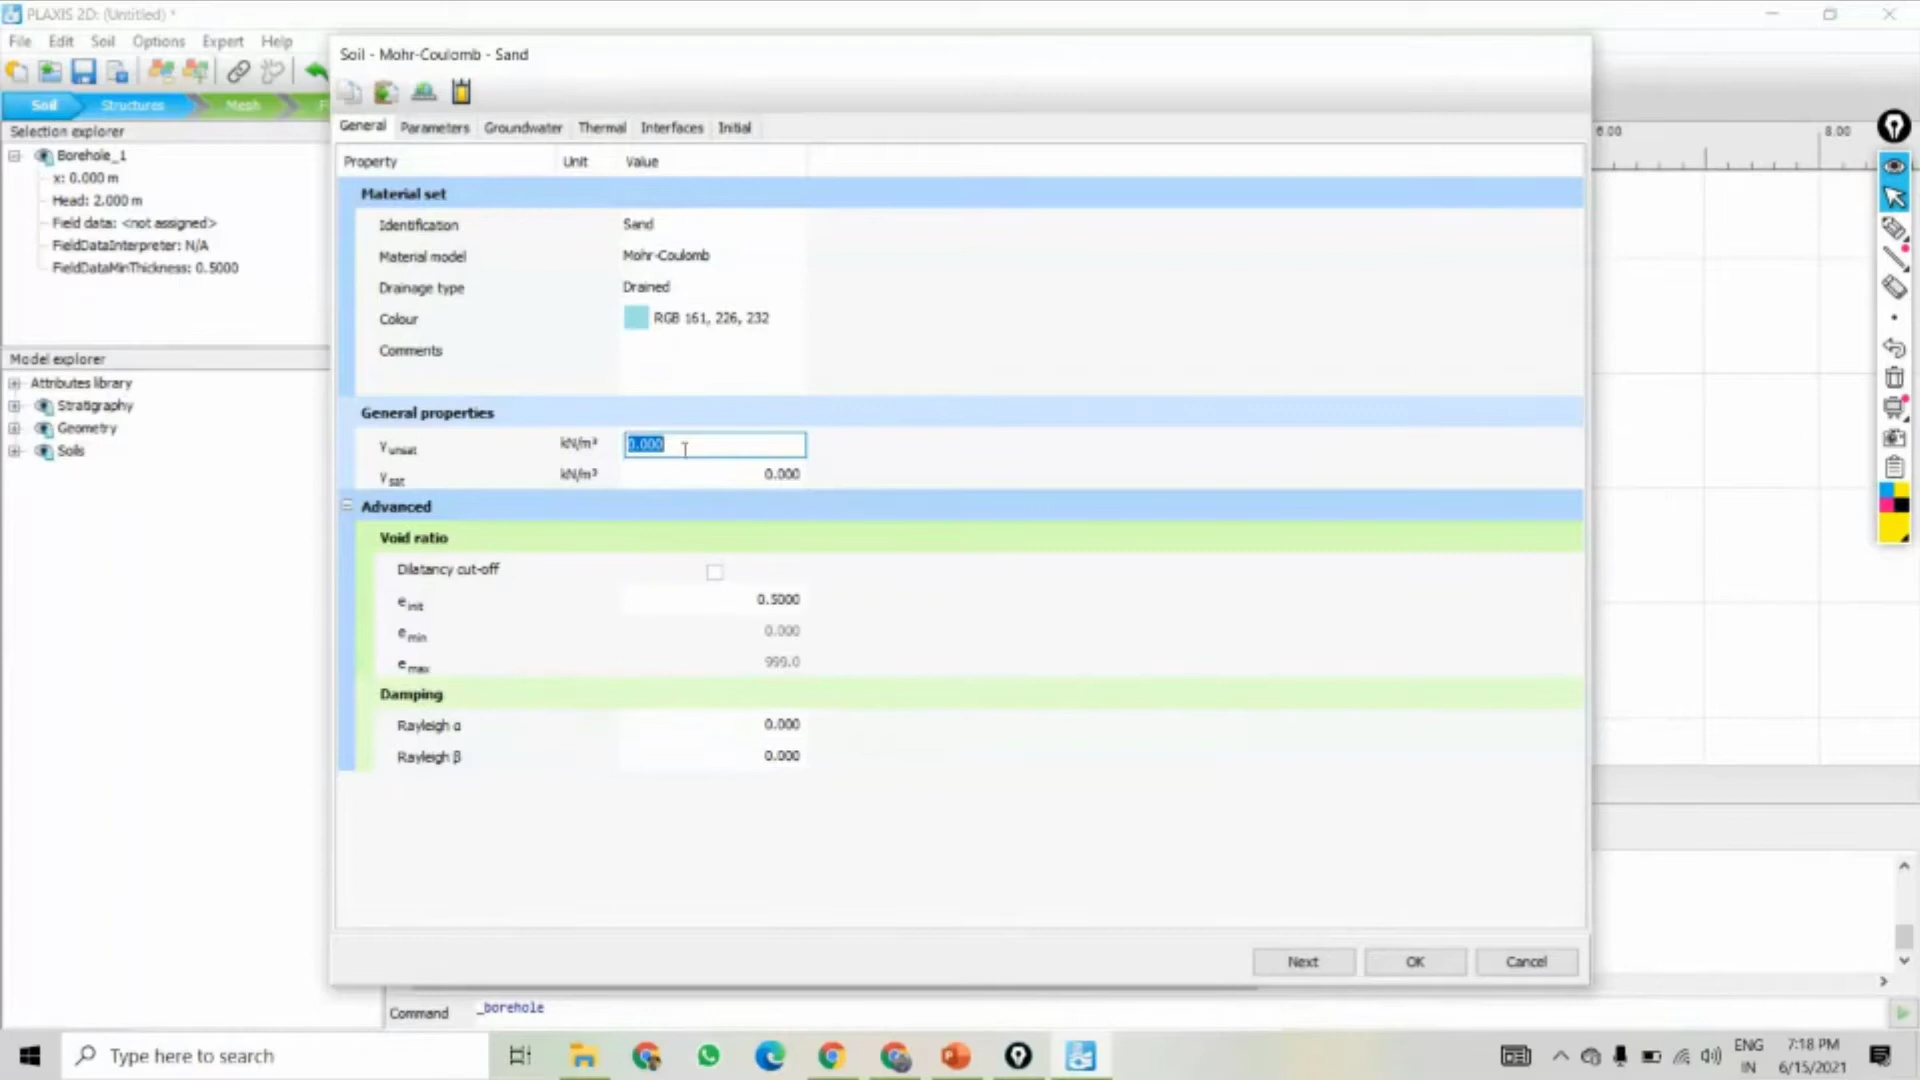 PLAXIS 2D: (Untitled) *
File Edit Soil Options Expert Help
Soil Structures Mesh F
Selection explorer
Borehole_1
x: 0.000 m
Head: 2.000 m
Field data: <not assigned>
FieldDataInterpreter: N/A
FieldDataMinThickness: 0.5000
Model explorer
Attributes library
Stratigraphy
Geometry
Soils
Soil - Mohr-Coulomb - Sand
General Parameters Groundwater Thermal Interfaces Initial
Property Unit Value
Material set
Identification Sand
Material model Mohr-Coulomb
Drainage type Drained
Colour RGB 161, 226, 232
Comments
General properties
γ unsat kN/m³ 0.000
γ sat kN/m³ 0.000
Advanced
Void ratio
Dilatancy cut-off
e init 0.5000
e min 0.000
e max 999.0
Damping
Rayleigh α 0.000
Rayleigh β 0.000
Next OK Cancel
6.00 8.00
Command _borehole
Type here to search
ENG
IN
7:18 PM
6/15/2021